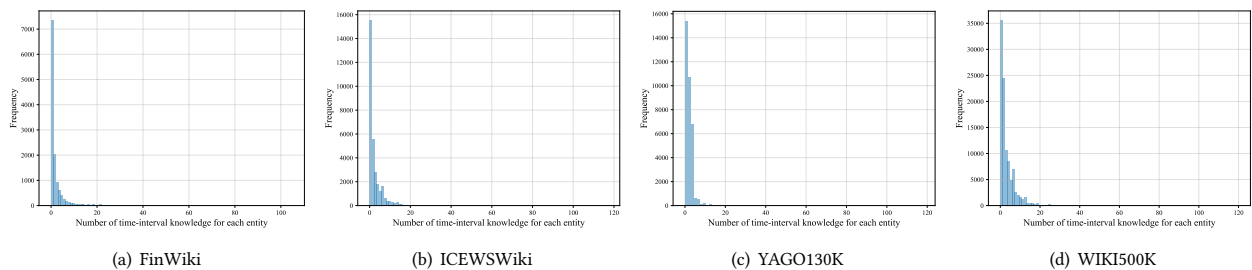 7000
6000
5000
4000
3000
2000
1000
0
Frequency
0 20 40 60 80 100
Number of time-interval knowledge for each entity
(a) FinWiki
16000
14000
12000
10000
8000
6000
4000
2000
0
Frequency
0 20 40 60 80 100 120
Number of time-interval knowledge for each entity
(b) ICEWSWiki
16000
14000
12000
10000
8000
6000
4000
2000
0
Frequency
0 20 40 60 80 100 120
Number of time-interval knowledge for each entity
(c) YAGO130K
35000
30000
25000
20000
15000
10000
5000
0
Frequency
0 20 40 60 80 100 120
Number of time-interval knowledge for each entity
(d) WIKI500K